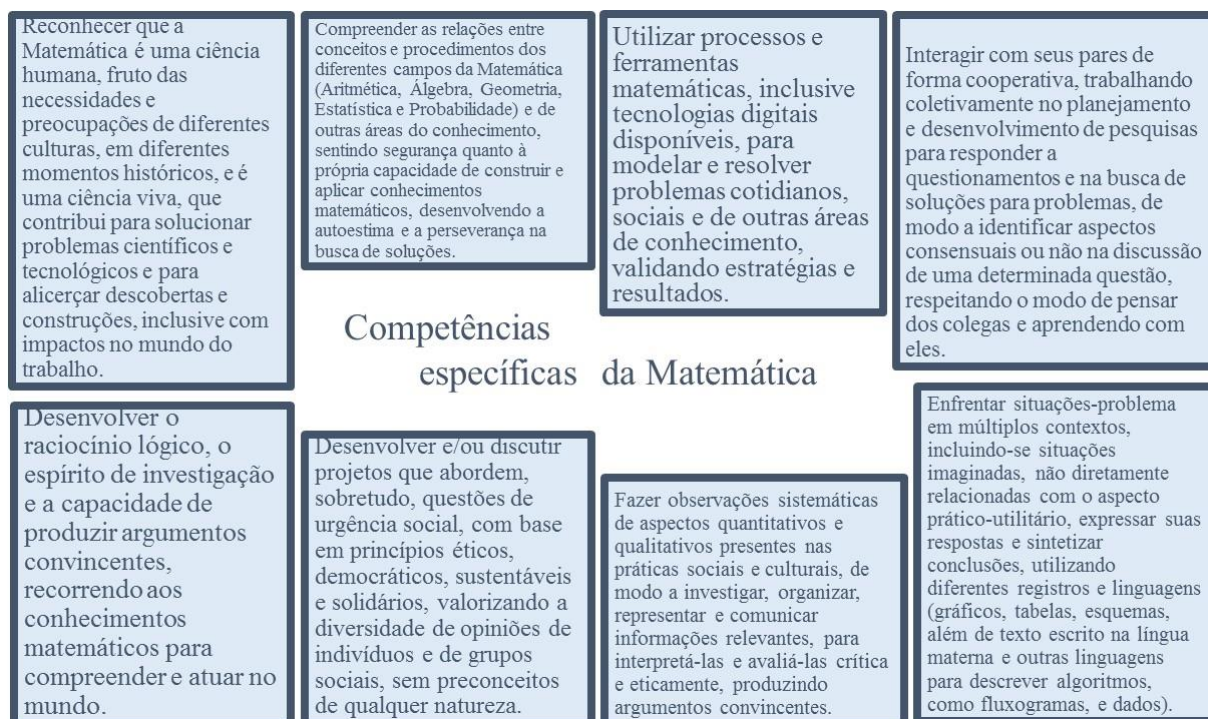 Reconhecer que a
Matemática é uma ciência
humana, fruto das
necessidades e
preocupações de diferentes
culturas, em diferentes
momentos históricos, e é
uma ciência viva, que
contribui para solucionar
problemas científicos e
tecnológicos e para
alicerçar descobertas e
construções, inclusive com
impactos no mundo do
trabalho.
Compreender as relações entre
conceitos e procedimentos dos
diferentes campos da Matemática
(Aritmética, Álgebra, Geometria,
Estatística e Probabilidade) e de
outras áreas do conhecimento,
sentindo segurança quanto à
própria capacidade de construir e
aplicar conhecimentos
matemáticos, desenvolvendo a
autoestima e a perseverança na
busca de soluções.
Utilizar processos e
ferramentas
matemáticas, inclusive
tecnologias digitais
disponíveis, para
modelar e resolver
problemas cotidianos,
sociais e de outras áreas
de conhecimento,
validando estratégias e
resultados.
Interagir com seus pares de
forma cooperativa, trabalhando
coletivamente no planejamento
e desenvolvimento de pesquisas
para responder a
questionamentos e na busca de
soluções para problemas, de
modo a identificar aspectos
consensuais ou não na discussão
de uma determinada questão,
respeitando o modo de pensar
dos colegas e aprendendo com
eles.
Competências
específicas da Matemática
Desenvolver o
raciocínio lógico, o
espírito de investigação
e a capacidade de
produzir argumentos
convincentes,
recorrendo aos
conhecimentos
matemáticos para
compreender e atuar no
mundo.
Desenvolver e/ou discutir
projetos que abordem,
sobretudo, questões de
urgência social, com base
em princípios éticos,
democráticos, sustentáveis
e solidários, valorizando a
diversidade de opiniões de
indivíduos e de grupos
sociais, sem preconceitos
de qualquer natureza.
Fazer observações sistemáticas
de aspectos quantitativos e
qualitativos presentes nas
práticas sociais e culturais, de
modo a investigar, organizar,
representar e comunicar
informações relevantes, para
interpretá-las e avaliá-las crítica
e eticamente, produzindo
argumentos convincentes.
Enfrentar situações-problema
em múltiplos contextos,
incluindo-se situações
imaginadas, não diretamente
relacionadas com o aspecto
prático-utilitário, expressar suas
respostas e sintetizar
conclusões, utilizando
diferentes registros e linguagens
(gráficos, tabelas, esquemas,
além de texto escrito na língua
materna e outras linguagens
para descrever algoritmos,
como fluxogramas, e dados).